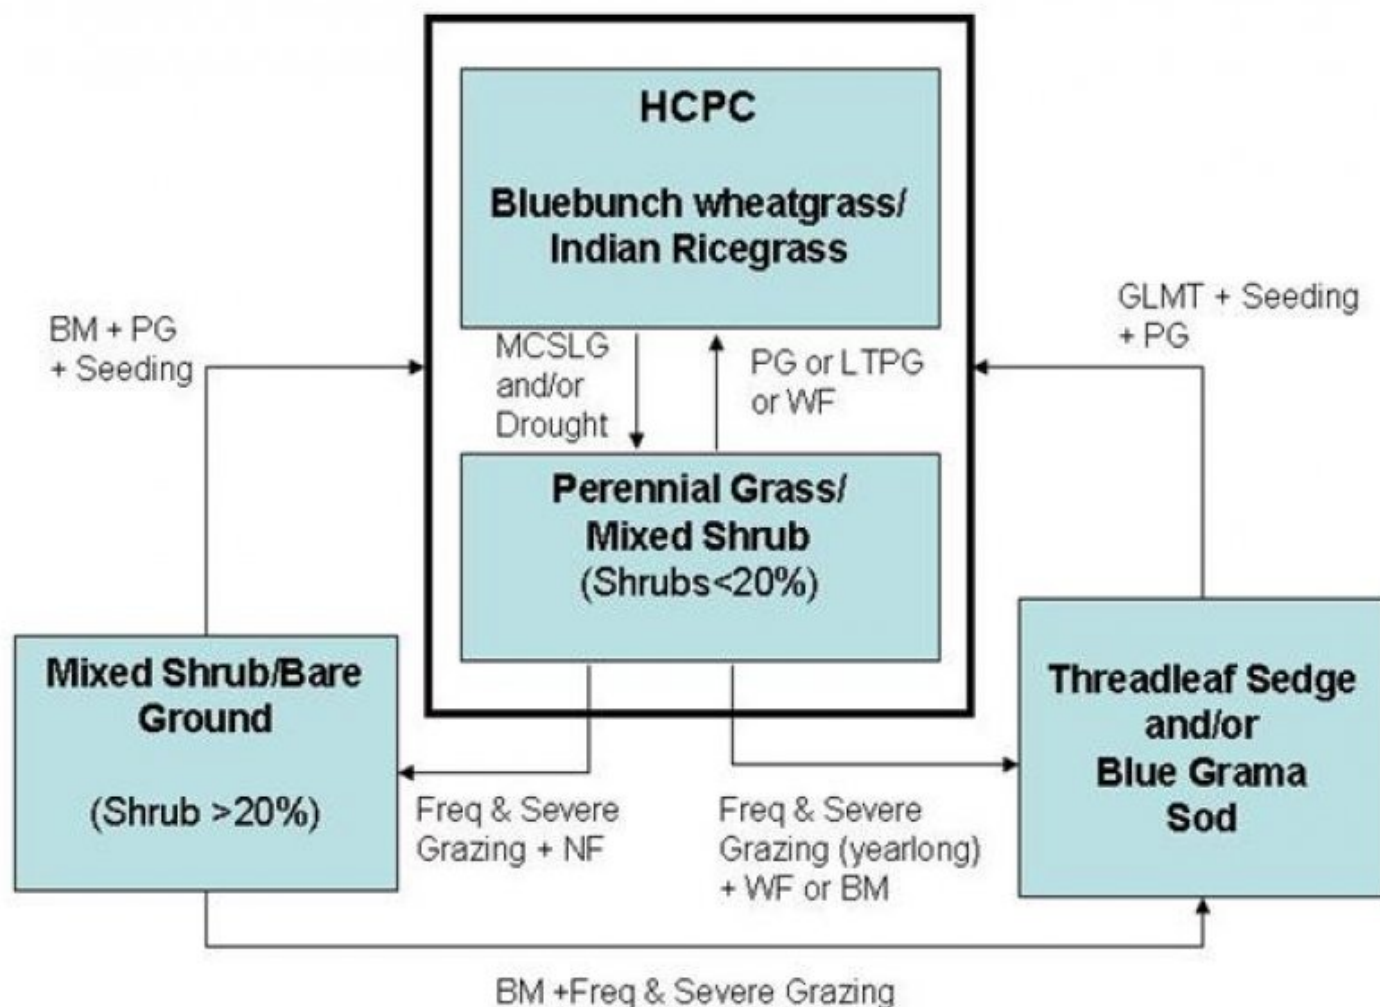 HCPC
Bluebunch wheatgrass/
Indian Ricegrass
MCSLG
and/or
Drought
PG or LTPG
or WF
BM + PG
+ Seeding
GLMT + Seeding
+ PG
Perennial Grass/
Mixed Shrub
(Shrubs<20%)
Mixed Shrub/Bare
Ground
(Shrub >20%)
Threadleaf Sedge
and/or
Blue Grama
Sod
Freq & Severe
Grazing + NF
Freq & Severe
Grazing (yearlong)
+ WF or BM
BM +Freq & Severe Grazing